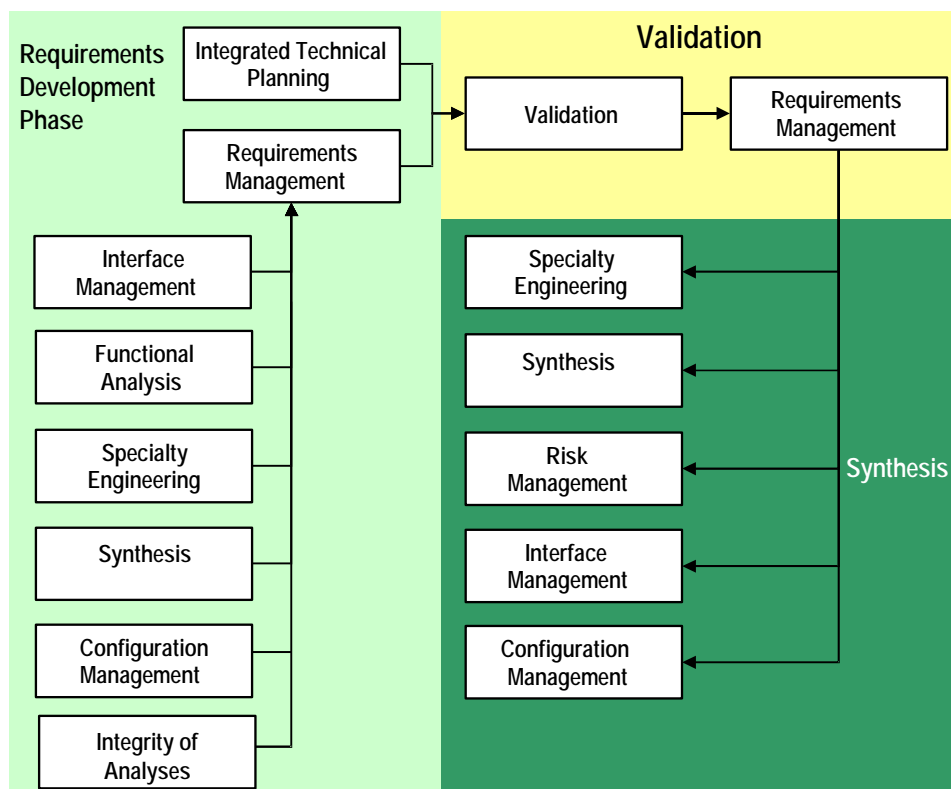 Requirements
Development
Phase
Integrated Technical
Planning
Requirements
Management
Interface
Management
Functional
Analysis
Specialty
Engineering
Synthesis
Configuration
Management
Integrity of
Analyses
Validation
Validation
Requirements
Management
Specialty
Engineering
Synthesis
Risk
Management
Interface
Management
Configuration
Management
Synthesis